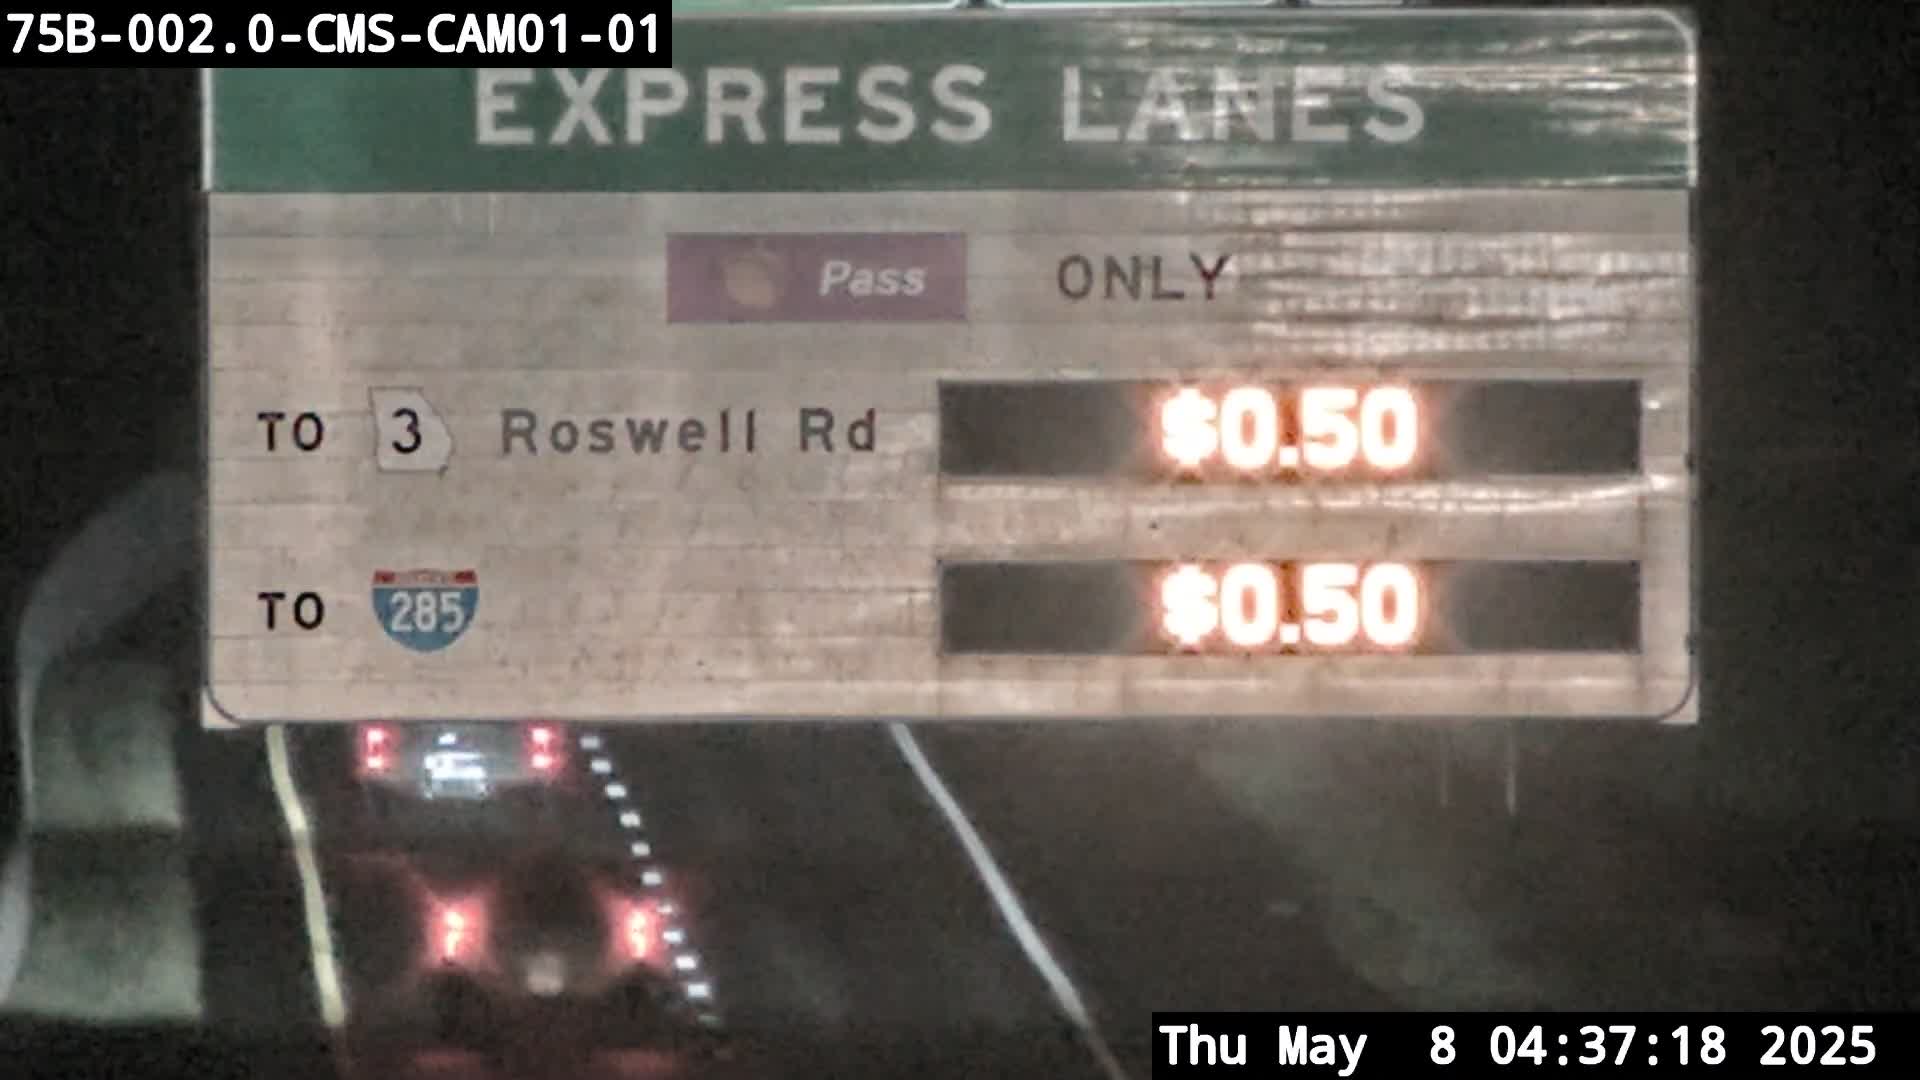 75B-002.0-CMS-CAM01-01
EXPRESS LANES
Pass ONLY
TO 3 Roswell Rd $0.50
TO 285 $0.50
Thu May 8 04:37:18 2025